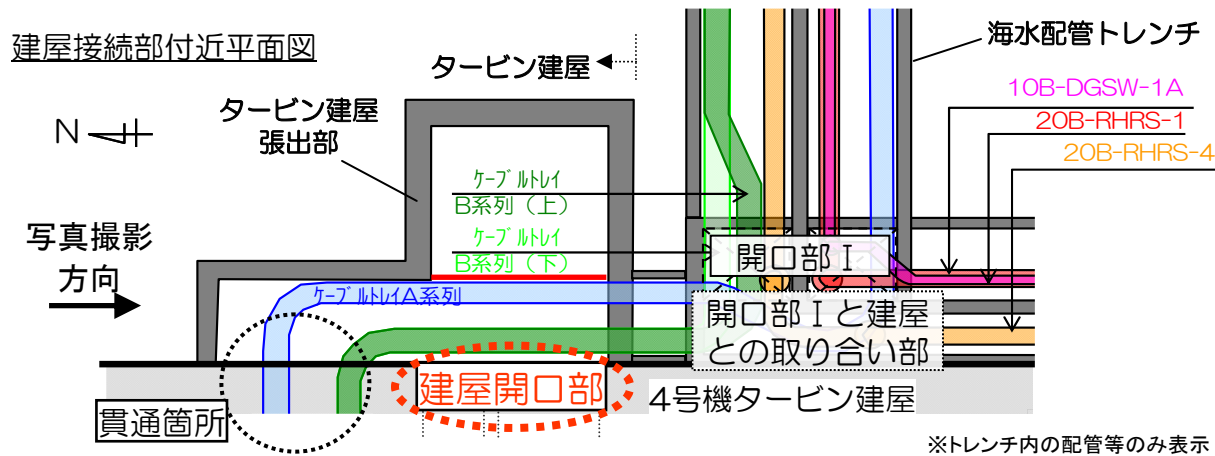 建屋接続部付近平面図
タービン建屋
海水配管トレンチ
10B-DGSW-1A
20B-RHRS-1
20B-RHRS-4
N
タービン建屋
張出部
ケーブルトレイ
B系列（上）
ケーブルトレイ
B系列（下）
写真撮影
方向
開口部Ⅰ
ケーブルトレイA系列
開口部Ⅰと建屋
との取り合い部
建屋開口部
4号機タービン建屋
貫通箇所
※トレンチ内の配管等のみ表示